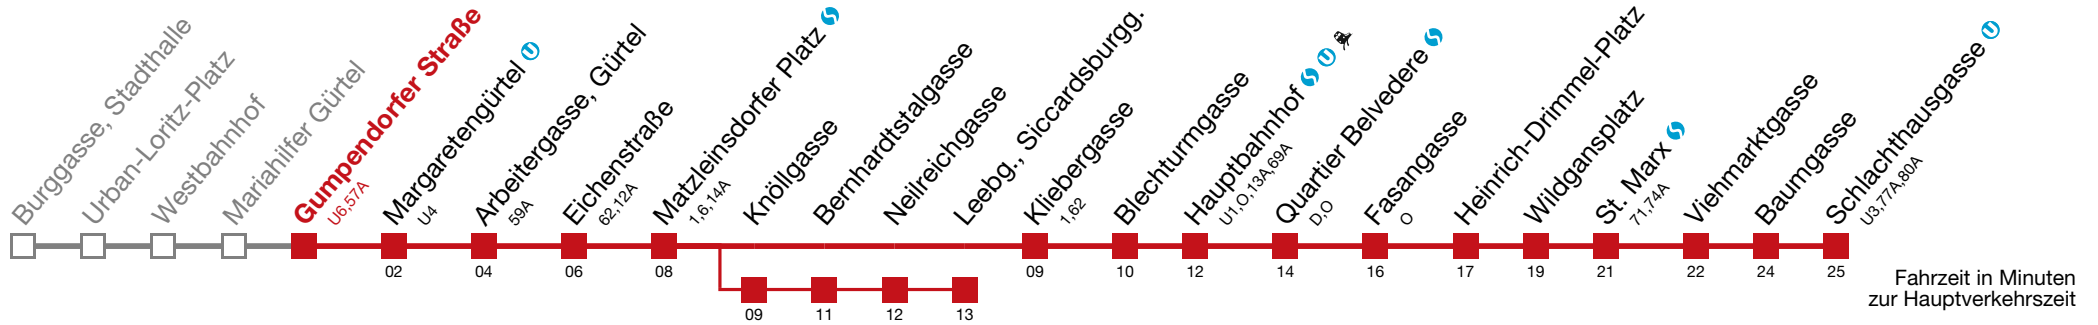 Burggasse, Stadthalle
Urban-Loritz-Platz
Westbahnhof
Mariahilfer Gürtel
Gumpendorfer Straße
U6,57A
Margaretengürtel U
U4
Arbeitergasse, Gürtel
59A
Eichenstraße
62,12A
Matzleinsdorfer Platz S
1,6,14A
Knöllgasse
Bernhardtstalgasse
Neilreichgasse
Leebg., Siccardsburgg.
Kliebergasse
1,62
Blechturmgasse
Hauptbahnhof S U
U1,O,13A,69A
Quartier Belvedere S
D,O
Fasangasse
O
Heinrich-Drimmel-Platz
Wildgansplatz
St. Marx S
71,74A
Viehmarktgasse
Baumgasse
Schlachthausgasse U
U3,77A,80A
02 04 06 08 09 10 12 14 16 17 19 21 22 24 25
09 11 12 13
Fahrzeit in Minuten
zur Hauptverkehrszeit